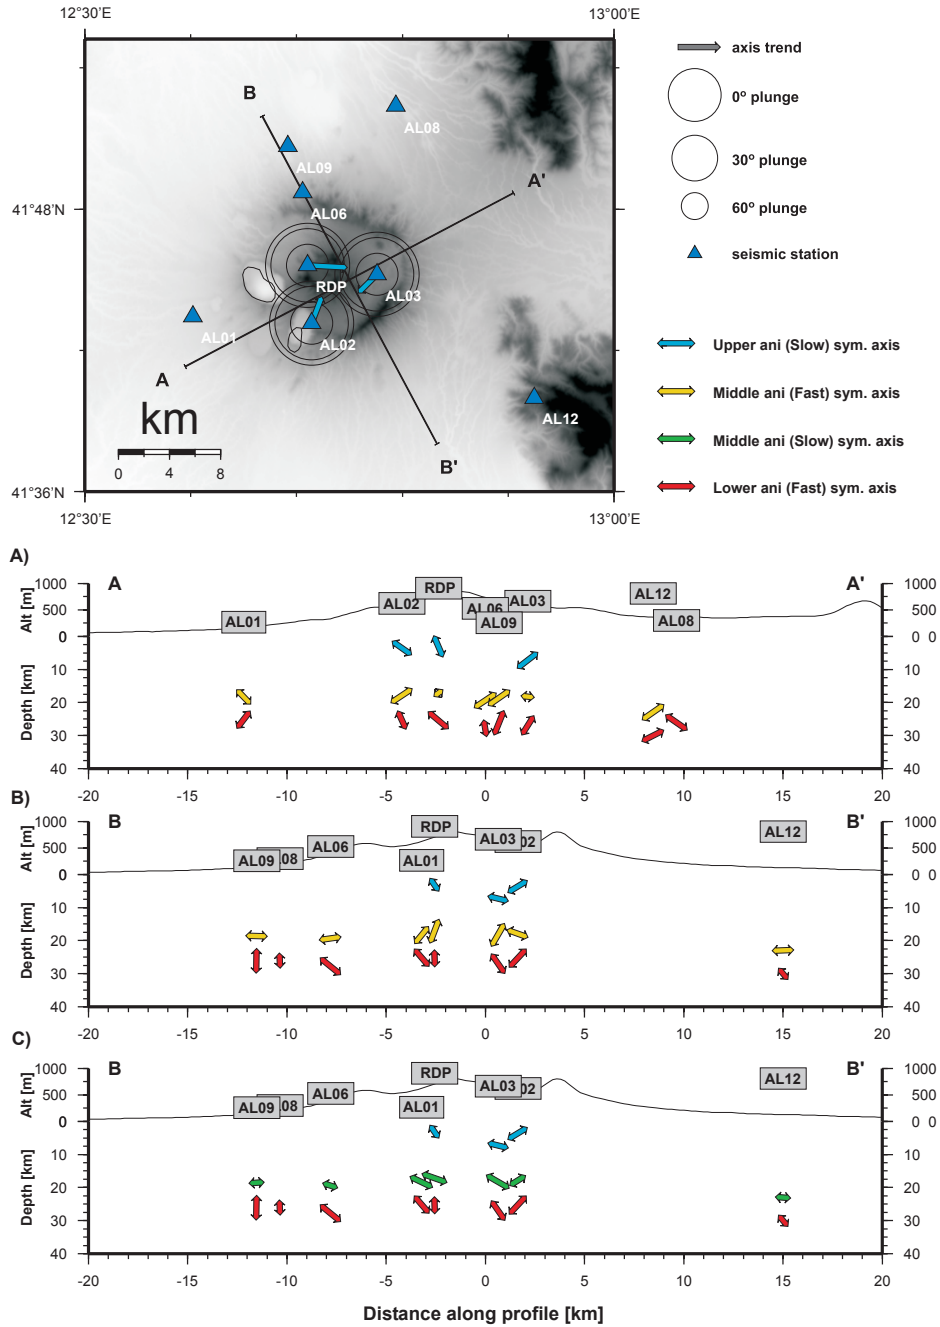 12°30'E
13°00'E
B
AL08
AL09
A'
AL06
41°48'N
RDP
AL03
AL01
AL02
A
km
AL12
B'
0 4 6 8
41°36'N
12°30'E
13°00'E
axis trend
0° plunge
30° plunge
60° plunge
seismic station
Upper ani (Slow) sym. axis
Middle ani (Fast) sym. axis
Middle ani (Slow) sym. axis
Lower ani (Fast) sym. axis
A)
A
RDP
A'
AL01
AL02
AL06
AL03
AL09
AL12
AL08
Alt [m]
1000
500
0
1000
500
0 0
Depth [km]
10
20
30
40
10
20
30
40
-20 -15 -10 -5 0 5 10 15 20
B)
B
RDP
B'
AL09
08
AL06
AL01
AL03
02
AL12
Alt [m]
1000
500
0
1000
500
0 0
Depth [km]
10
20
30
40
10
20
30
40
-20 -15 -10 -5 0 5 10 15 20
C)
B
RDP
B'
AL09
08
AL06
AL01
AL03
02
AL12
Alt [m]
1000
500
0
1000
500
0 0
Depth [km]
10
20
30
40
10
20
30
40
-20 -15 -10 -5 0 5 10 15 20
Distance along profile [km]